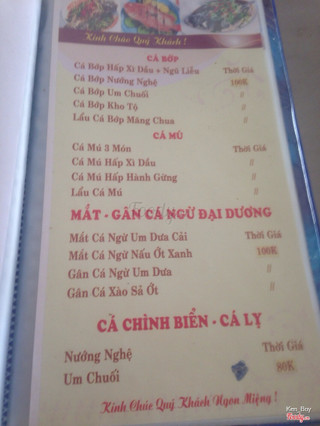 Kính Chúc Quý Khách !
CÁ BỚP
Cá Bớp Hấp Xì Dầu + Ngũ Liễu Thời Giá
Cá Bớp Nướng Nghệ 100K
Cá Bớp Um Chuối //
Cá Bớp Kho Tộ //
Lẩu Cá Bớp Măng Chua //
CÁ MÚ
Cá Mú 3 Món Thời Giá
Cá Mú Hấp Xì Dầu //
Cá Mú Hấp Hành Gừng //
Lẩu Cá Mú //
MẮT - GÂN CÁ NGỪ ĐẠI DƯƠNG
Mắt Cá Ngừ Um Dưa Cải Thời Giá
Mắt Cá Ngừ Nấu Ớt Xanh 100K
Gân Cá Ngừ Um Dưa //
Gân Cá Xào Sả Ớt //
CÀ CHÌNH BIỂN - CÁ LỴ
Nướng Nghệ Thời Giá
Um Chuối 80K
Kính Chúc Quý Khách Ngon Miệng !
Ken_Boy
Foody.vn